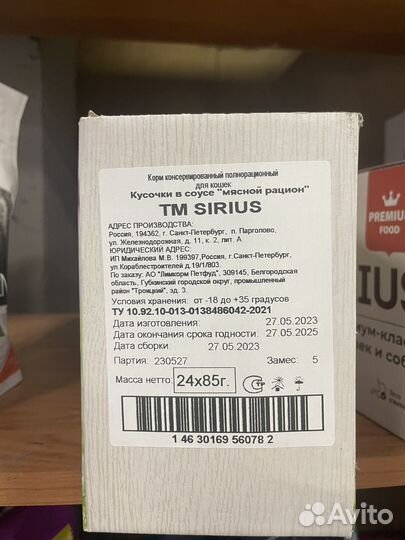 Корм консервированный полнорационный
для кошек
Кусочки в соусе "мясной рацион"
TM SIRIUS
АДРЕС ПРОИЗВОДСТВА:
Россия, 194362, г. Санкт-Петербург, п. Парголово,
ул. Железнодорожная, д. 11, к. 2, лит. А
ЮРИДИЧЕСКИЙ АДРЕС:
ИП Михайлова М.В. 199397,Россия, г.Санкт-Петербург,
ул.Кораблестроителей д,19/1/803.
По заказу: АО "Лимкорм Петфуд", 309145, Белгородская
область, Губкинский городской округ, промышленный
район "Троицкий", зд. 3.
Условия хранения: от -18 до +35 градусов
ТУ 10.92.10-013-0138486042-2021
Дата изготовления: 27.05.2023
Дата окончания срока годности: 27.05.2025
Дата сборки: 27.05.2023
Партия: 230527 Замес: 5
Масса нетто: 24x85г.
1 46 30169 56078 2
PREMIUM
FOOD
IUS
иум-клас
ек и соб
Avito